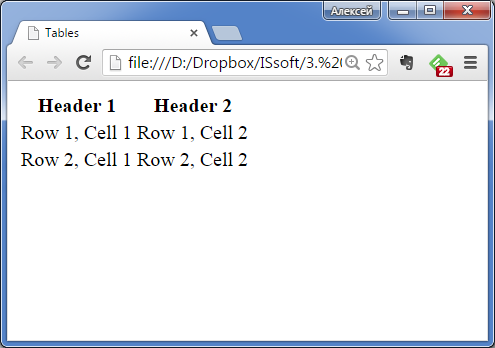 Алексей
Tables
file:///D:/Dropbox/ISsoft/3.%20
22
Header 1 Header 2
Row 1, Cell 1 Row 1, Cell 2
Row 2, Cell 1 Row 2, Cell 2